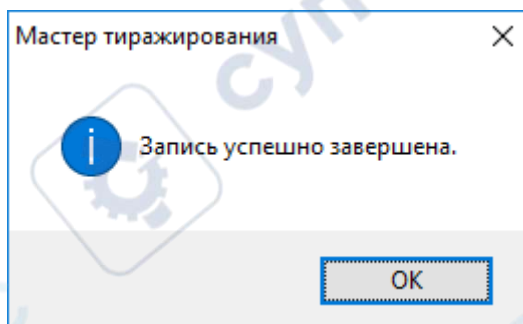 Мастер тиражирования
Запись успешно завершена.
OK